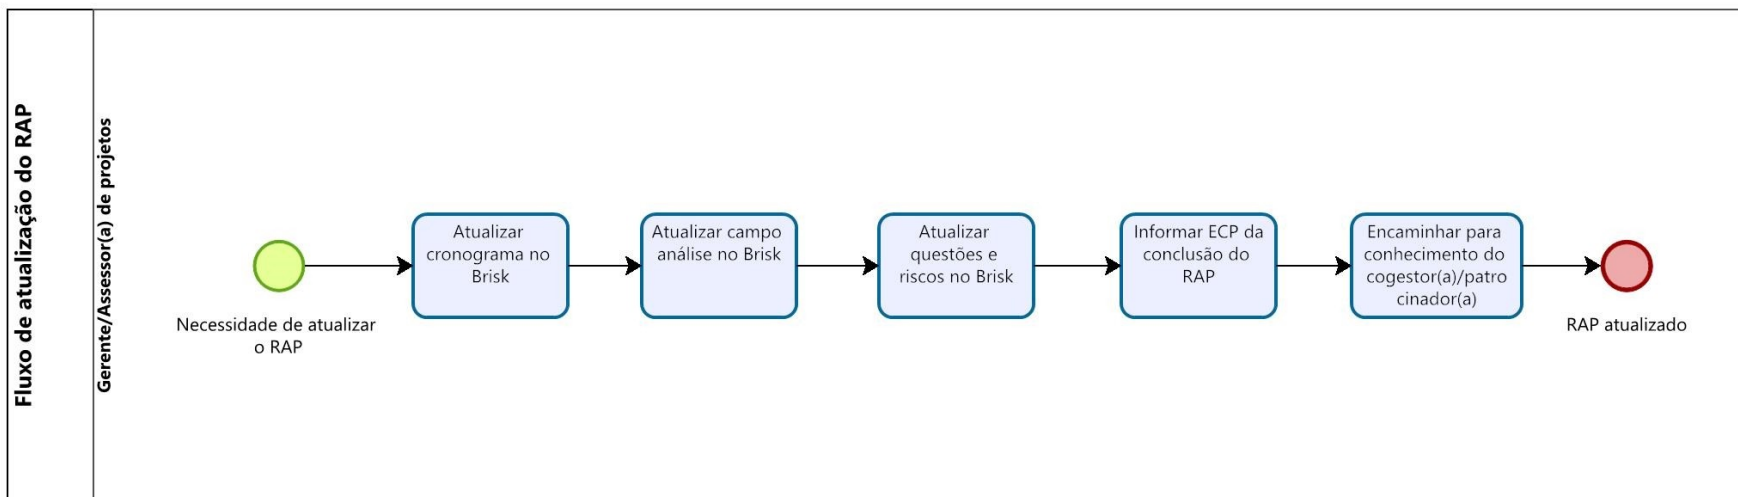 Fluxo de atualização do RAP
Gerente/Assessor(a) de projetos
Necessidade de atualizar
o RAP
Atualizar
cronograma no
Brisk
Atualizar campo
análise no Brisk
Atualizar
questões e
riscos no Brisk
Informar ECP da
conclusão do
RAP
Encaminhar para
conhecimento do
cogestor(a)/patro
cinador(a)
RAP atualizado